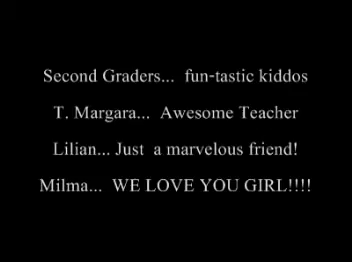 Second Graders... fun-tastic kiddos
T. Margara... Awesome Teacher
Lilian... Just a marvelous friend!
Milma... WE LOVE YOU GIRL!!!!